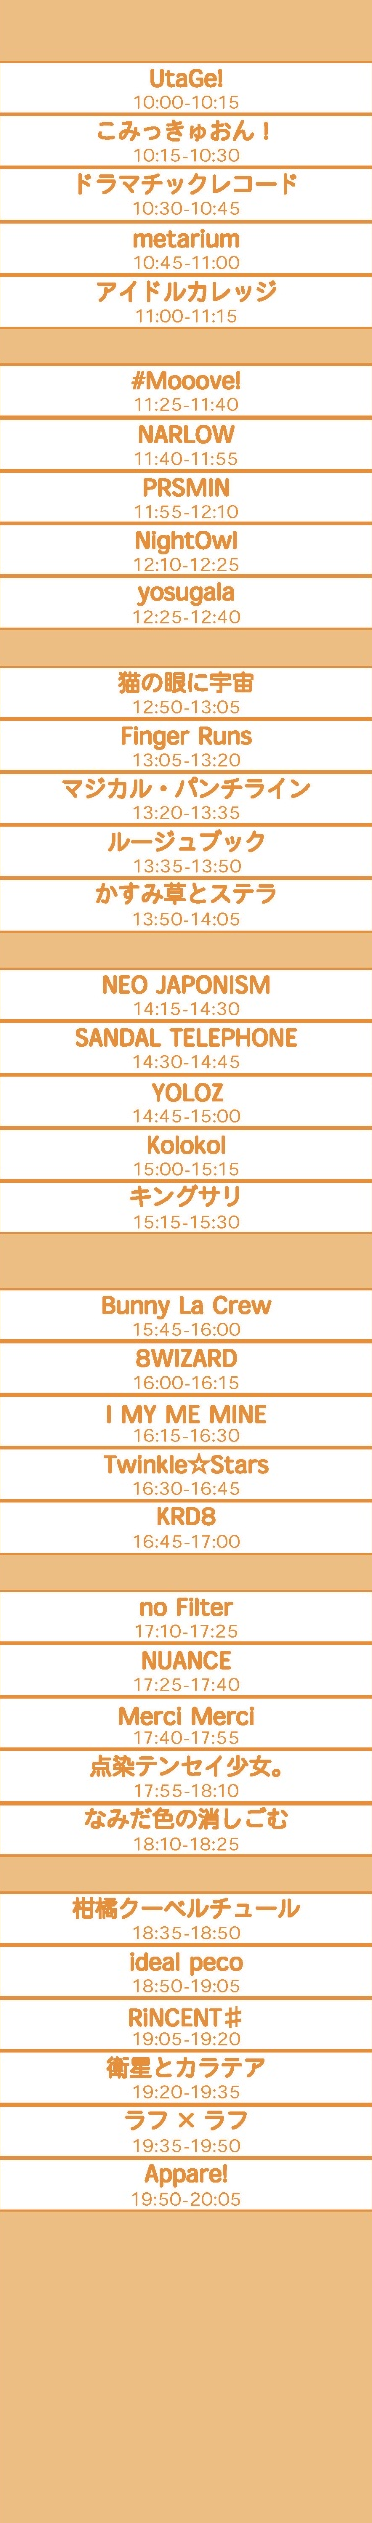 UtaGe!
10:00-10:15
こみっきゅおん！
10:15-10:30
ドラマチックレコード
10:30-10:45
metarium
10:45-11:00
アイドルカレッジ
11:00-11:15
#Mooove!
11:25-11:40
NARLOW
11:40-11:55
PRSMIN
11:55-12:10
NightOwl
12:10-12:25
yosugala
12:25-12:40
猫の眼に宇宙
12:50-13:05
Finger Runs
13:05-13:20
マジカル・パンチライン
13:20-13:35
ルージュブック
13:35-13:50
かすみ草とステラ
13:50-14:05
NEO JAPONISM
14:15-14:30
SANDAL TELEPHONE
14:30-14:45
YOLOZ
14:45-15:00
Kolokol
15:00-15:15
キングサリ
15:15-15:30
Bunny La Crew
15:45-16:00
8WIZARD
16:00-16:15
I MY ME MINE
16:15-16:30
Twinkle☆Stars
16:30-16:45
KRD8
16:45-17:00
no Filter
17:10-17:25
NUANCE
17:25-17:40
Merci Merci
17:40-17:55
点染テンセイ少女。
17:55-18:10
なみだ色の消しごむ
18:10-18:25
柑橘クーベルチュール
18:35-18:50
ideal peco
18:50-19:05
RiNCENT♯
19:05-19:20
衛星とカラテア
19:20-19:35
ラフ × ラフ
19:35-19:50
Appare!
19:50-20:05